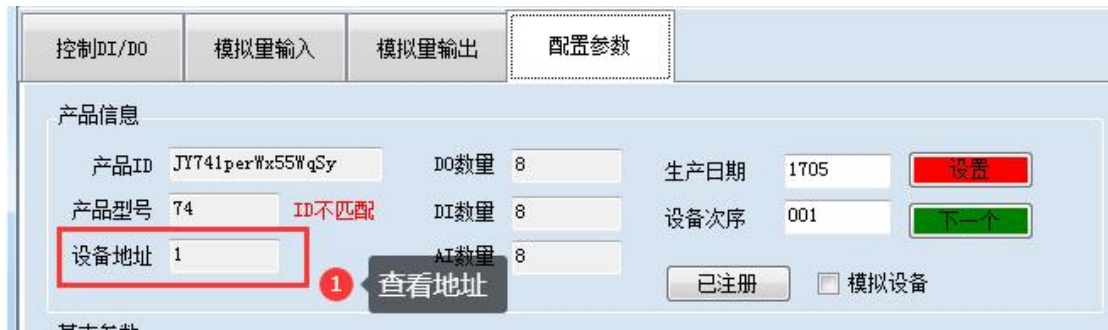 控制DI/DO 模拟量输入 模拟量输出 配置参数
产品信息
产品ID JY741perWx55WqSy DO数量 8 生产日期 1705 设置
产品型号 74 ID不匹配 DI数量 8 设备次序 001 下一个
设备地址 1 AI数量 8
1 查看地址
已注册 模拟设备
基本参数